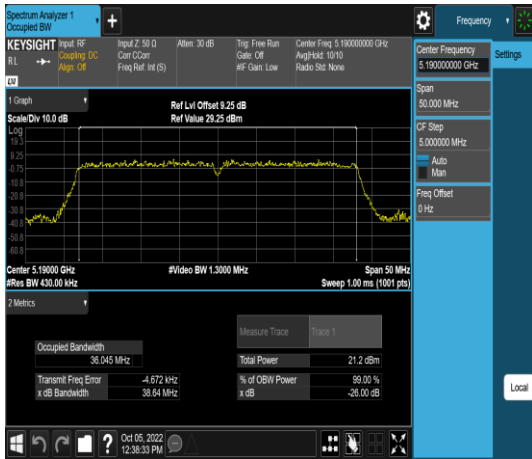 Spectrum Analyzer 1
Occupied BW
Frequency
KEYSIGHT
RL
LXI
Input: RF
Coupling: DC
Align: Off
Input Z: 50 Ω
Corr CCorr
Freq Ref: Int (S)
Atten: 30 dB
Trig: Free Run
Gate: Off
#IF Gain: Low
Center Freq: 5.190000000 GHz
Avg|Hold: 10/10
Radio Std: None
Center Frequency
5.190000000 GHz
Settings
Span
50.000 MHz
CF Step
5.000000 MHz
Auto
Man
Freq Offset
0 Hz
Local
1 Graph
Scale/Div 10.0 dB
Ref Lvl Offset 9.25 dB
Ref Value 29.25 dBm
Log
19.3
9.25
-0.75
-10.8
-20.8
-30.8
-40.8
-50.8
-60.8
Center 5.19000 GHz
#Video BW 1.3000 MHz
Span 50 MHz
#Res BW 430.00 kHz
Sweep 1.00 ms (1001 pts)
2 Metrics
Measure Trace
Trace 1
Occupied Bandwidth
36.045 MHz
Total Power
21.2 dBm
Transmit Freq Error
-4.672 kHz
% of OBW Power
99.00 %
x dB Bandwidth
38.64 MHz
x dB
-26.00 dB
Oct 05, 2022
12:38:33 PM